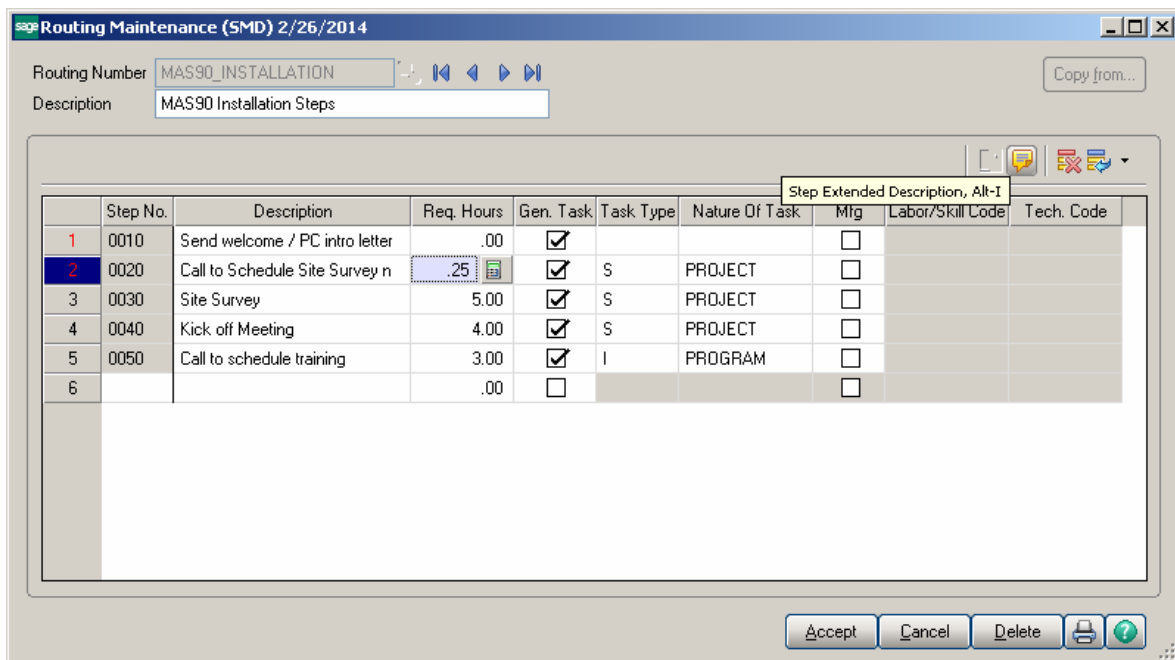 sage Routing Maintenance (SMD) 2/26/2014
Routing Number MAS90_INSTALLATION Copy from...
Description MAS90 Installation Steps
Step Extended Description, Alt-I
Step No. Description Req. Hours Gen. Task Task Type Nature Of Task Mfg Labor/Skill Code Tech. Code
1 0010 Send welcome / PC intro letter .00
2 0020 Call to Schedule Site Survey n .25 S PROJECT
3 0030 Site Survey 5.00 S PROJECT
4 0040 Kick off Meeting 4.00 S PROJECT
5 0050 Call to schedule training 3.00 I PROGRAM
6 .00
Accept Cancel Delete